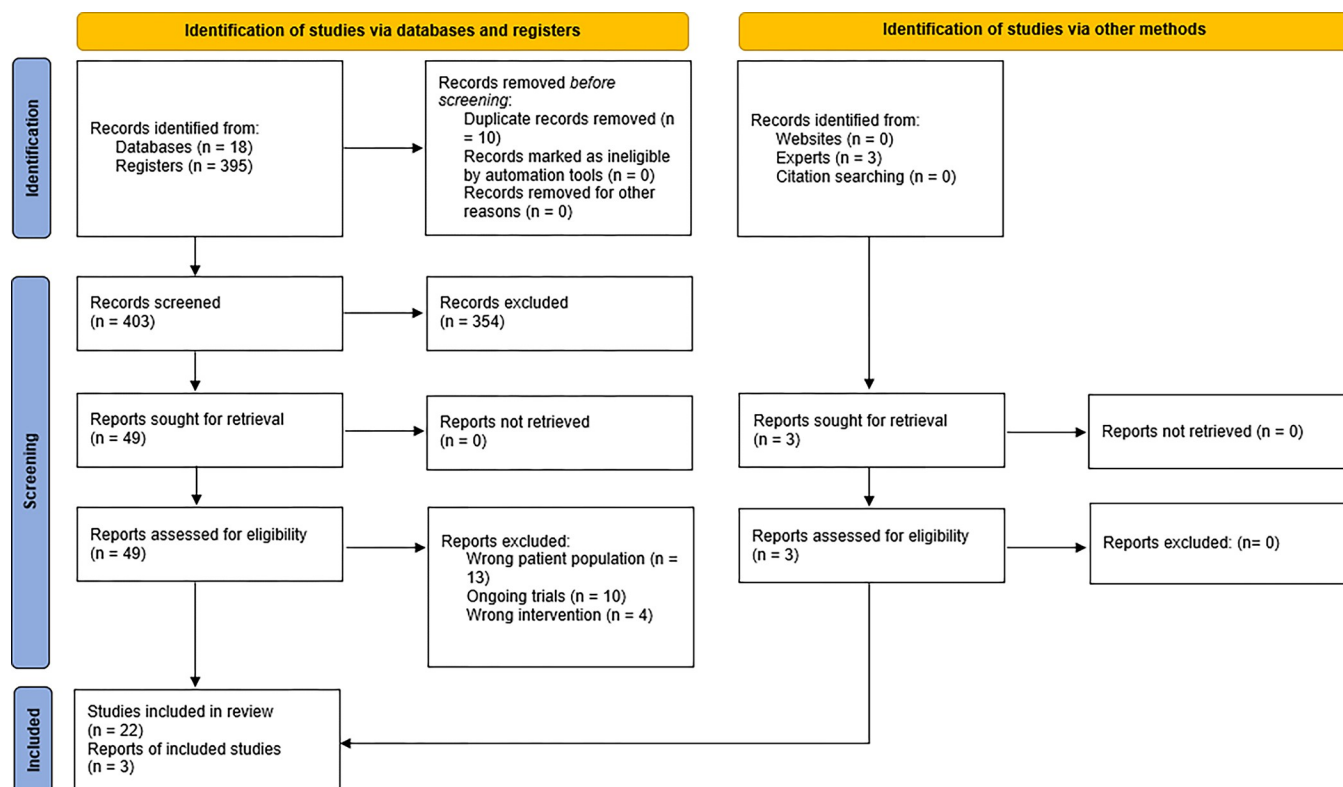 Identification of studies via databases and registers
Identification of studies via other methods
Identification
Records identified from:
Databases (n = 18)
Registers (n = 395)
Records removed before
screening:
Duplicate records removed (n
= 10)
Records marked as ineligible
by automation tools (n = 0)
Records removed for other
reasons (n = 0)
Records identified from:
Websites (n = 0)
Experts (n = 3)
Citation searching (n = 0)
Screening
Records screened
(n = 403)
Records excluded
(n = 354)
Reports sought for retrieval
(n = 49)
Reports not retrieved
(n = 0)
Reports sought for retrieval
(n = 3)
Reports not retrieved (n = 0)
Reports assessed for eligibility
(n = 49)
Reports excluded:
Wrong patient population (n =
13)
Ongoing trials (n = 10)
Wrong intervention (n = 4)
Reports assessed for eligibility
(n = 3)
Reports excluded: (n= 0)
Included
Studies included in review
(n = 22)
Reports of included studies
(n = 3)